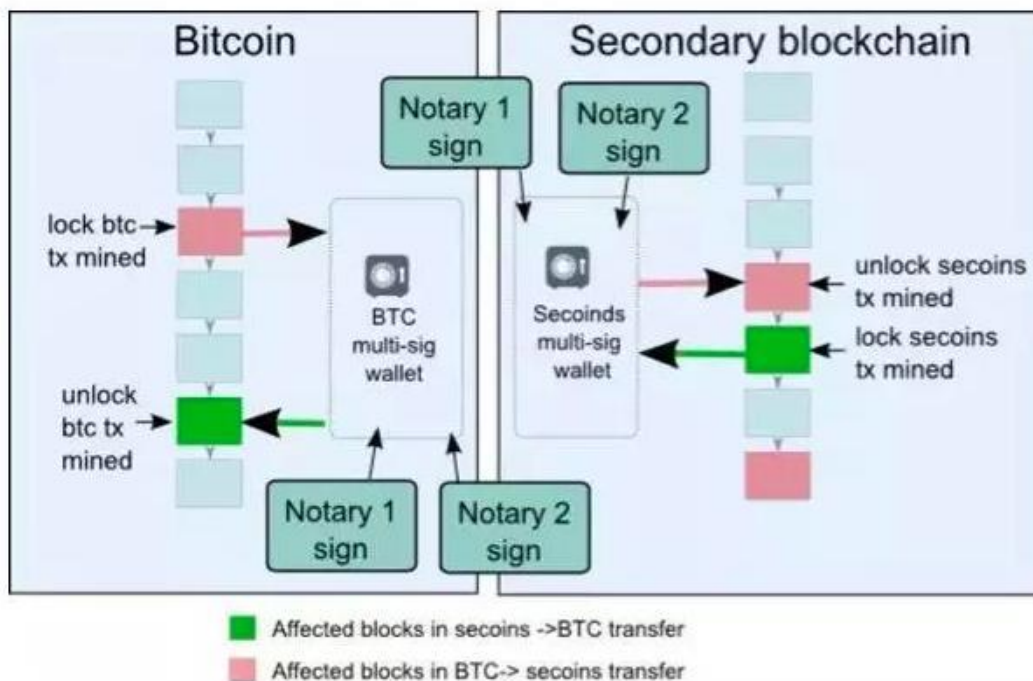 Bitcoin
Secondary blockchain
Notary 1
sign
Notary 2
sign
lock btc
tx mined
BTC
multi-sig
wallet
Secoinds
multi-sig
wallet
unlock secoins
tx mined
lock secoins
tx mined
unlock
btc tx
mined
Notary 1
sign
Notary 2
sign
Affected blocks in secoins ->BTC transfer
Affected blocks in BTC-> secoins transfer